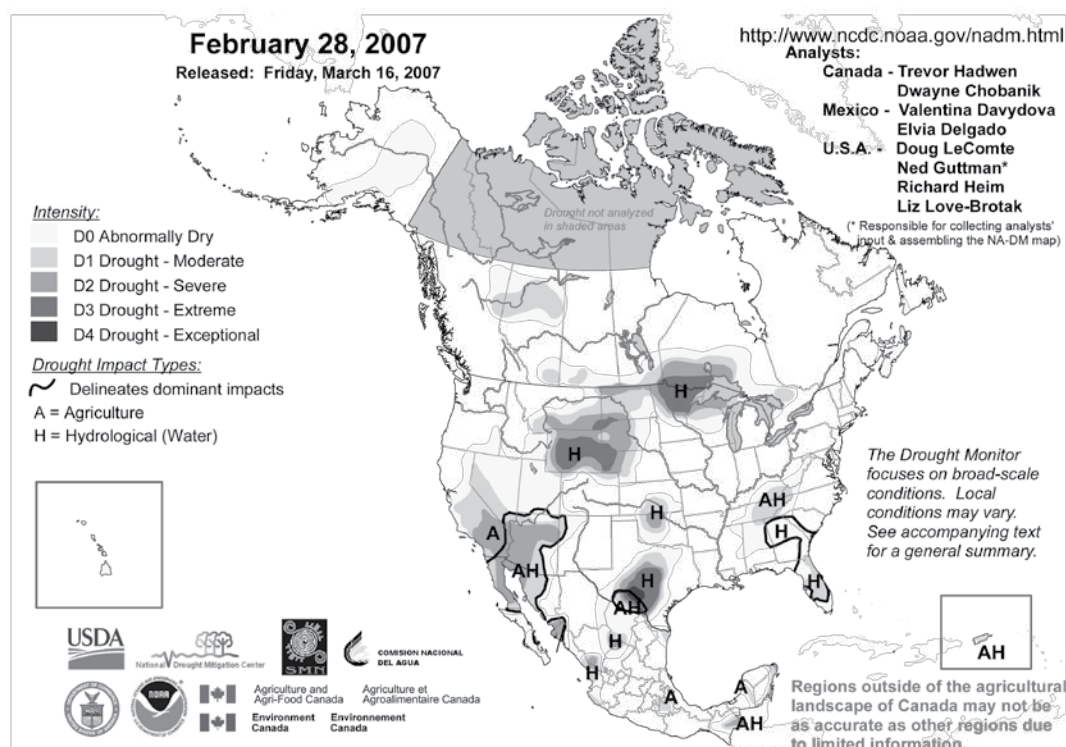 February 28, 2007
Released: Friday, March 16, 2007
http://www.ncdc.noaa.gov/nadm.html
Analysts:
Canada - Trevor Hadwen
Dwayne Chobanik
Mexico - Valentina Davydova
Elvia Delgado
U.S.A. - Doug LeComte
Ned Guttman*
Richard Heim
Liz Love-Brotak
(* Responsible for collecting analysts'
input & assembling the NA-DM map)
Intensity:
D0 Abnormally Dry
D1 Drought - Moderate
D2 Drought - Severe
D3 Drought - Extreme
D4 Drought - Exceptional
Drought Impact Types:
Delineates dominant impacts
A = Agriculture
H = Hydrological (Water)
Drought not analyzed
in shaded areas
H
H
AH
H
H
A
AH
H
H
AH
H
H
A
A
AH
AH
The Drought Monitor
focuses on broad-scale
conditions. Local
conditions may vary.
See accompanying text
for a general summary.
USDA
National Drought Mitigation Center
SMN
COMISION NACIONAL
DEL AGUA
NOAA
Agriculture and
Agri-Food Canada
Agriculture et
Agroalimentaire Canada
Environment
Canada
Environnement
Canada
Regions outside of the agricultural
landscape of Canada may not be
as accurate as other regions due
to limited information.